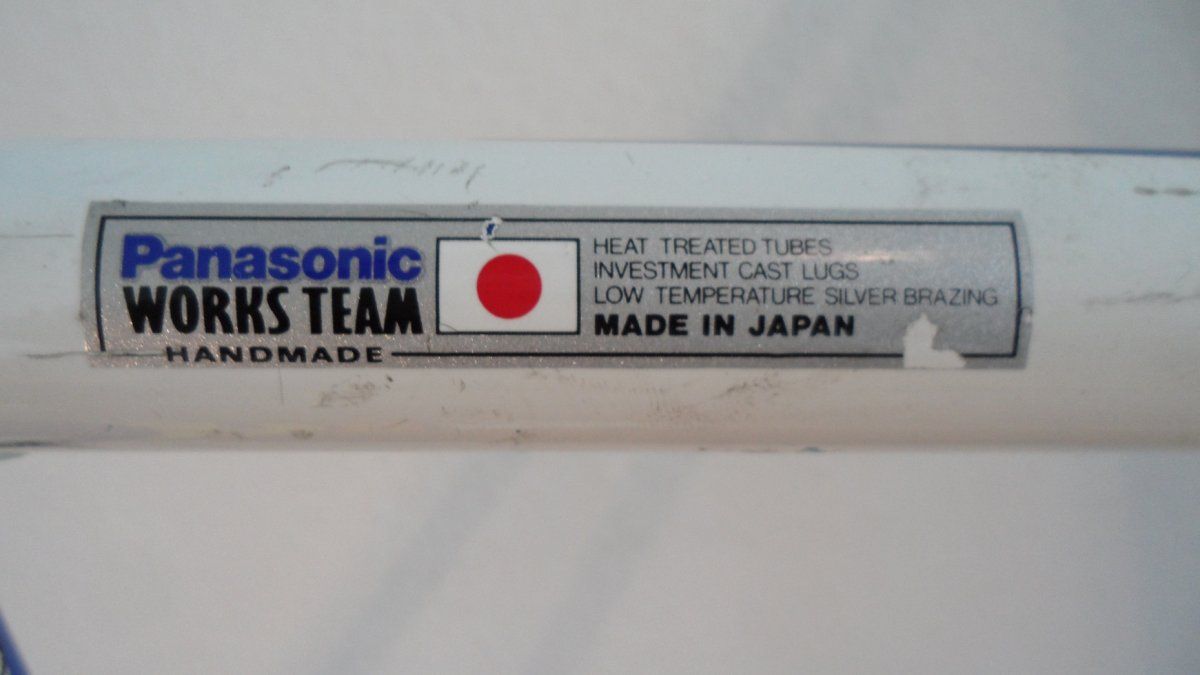 Panasonic
WORKS TEAM
HANDMADE
HEAT TREATED TUBES
INVESTMENT CAST LUGS
LOW TEMPERATURE SILVER BRAZING
MADE IN JAPAN